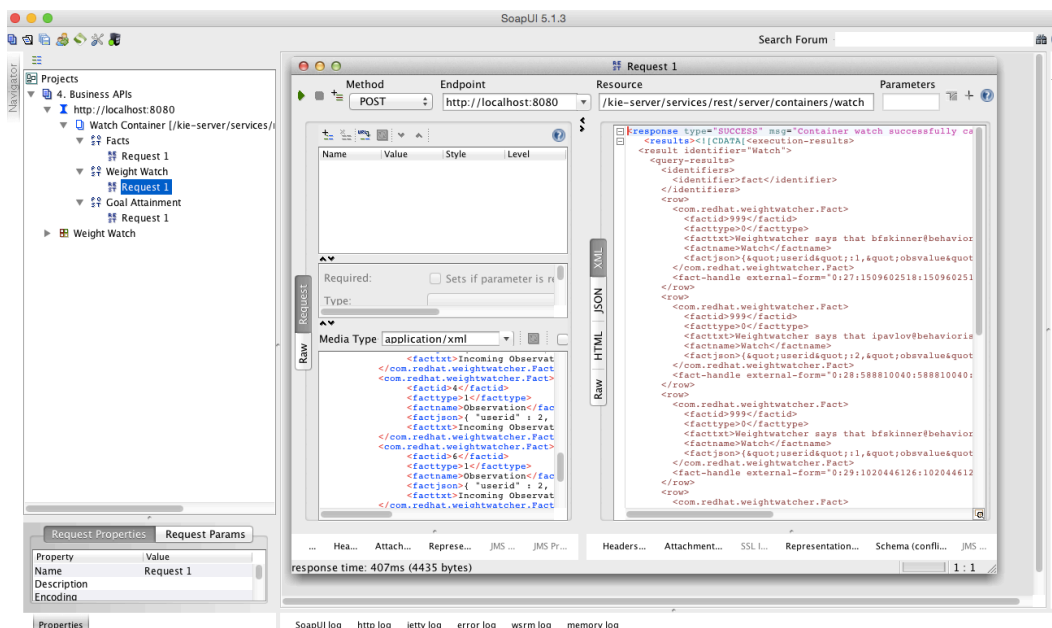 SoapUI 5.1.3
Search Forum
Navigator
Projects
4. Business APIs
http://localhost:8080
Watch Container [/kie-server/services/r
Facts
Request 1
Weight Watch
Request 1
Goal Attainment
Request 1
Weight Watch
Request Properties Request Params
Property Value
Name Request 1
Description
Encoding
Properties
Request 1
Method Endpoint Resource Parameters
POST http://localhost:8080 /kie-server/services/rest/server/containers/watch
Name Value Style Level
Required: Sets if parameter is re
Type:
Request
Raw
Media Type application/xml
<facttxt>Incoming Observat
</com.redhat.weightwatcher.Fact
<com.redhat.weightwatcher.Fact>
<factid>4</factid>
<facttype>1</facttype>
<factname>Observation</fac
<factjson>{ "userid" : 2,
<facttxt>Incoming Observat
</com.redhat.weightwatcher.Fact
<com.redhat.weightwatcher.Fact>
<factid>6</factid>
<facttype>1</facttype>
<factname>Observation</fac
<factjson>{ "userid" : 2,
<facttxt>Incoming Observat
</com.redhat.weightwatcher.Fact
XML
JSON
HTML
Raw
<response type="SUCCESS" msg="Container watch successfully ca
<results><![CDATA[<execution-results>
<result identifier="Watch">
<query-results>
<identifiers>
<identifier>fact</identifier>
</identifiers>
<row>
<com.redhat.weightwatcher.Fact>
<factid>999</factid>
<facttype>0</facttype>
<facttxt>Weightwatcher says that bfskinner@behavior
<factname>Watch</factname>
<factjson>{&quot;userid&quot;:1,&quot;obsvalue&quot
</com.redhat.weightwatcher.Fact>
<fact-handle external-form="0:27:1509602518:150960251
</row>
<row>
<com.redhat.weightwatcher.Fact>
<factid>999</factid>
<facttype>0</facttype>
<facttxt>Weightwatcher says that ipavlov@behavioris
<factname>Watch</factname>
<factjson>{&quot;userid&quot;:2,&quot;obsvalue&quot
</com.redhat.weightwatcher.Fact>
<fact-handle external-form="0:28:588810040:588810040:
</row>
<row>
<com.redhat.weightwatcher.Fact>
<factid>999</factid>
<facttype>0</facttype>
<facttxt>Weightwatcher says that bfskinner@behavior
<factname>Watch</factname>
<factjson>{&quot;userid&quot;:1,&quot;obsvalue&quot
</com.redhat.weightwatcher.Fact>
<fact-handle external-form="0:29:1020446126:102044612
</row>
<row>
<com.redhat.weightwatcher.Fact>
... Hea... Attach... Represe... JMS ... JMS Pr...
Headers... Attachment... SSL I... Representation... Schema (confli... JMS ...
response time: 407ms (4435 bytes)
1 : 1
SoapUI log http log jetty log error log wsrm log memory log